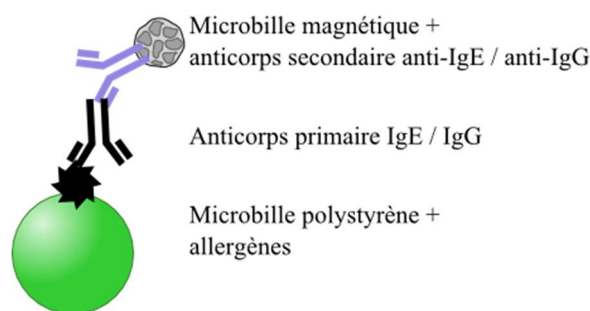 Microbille magnétique +
anticorps secondaire anti-IgE / anti-IgG
Anticorps primaire IgE / IgG
Microbille polystyrène +
allergènes